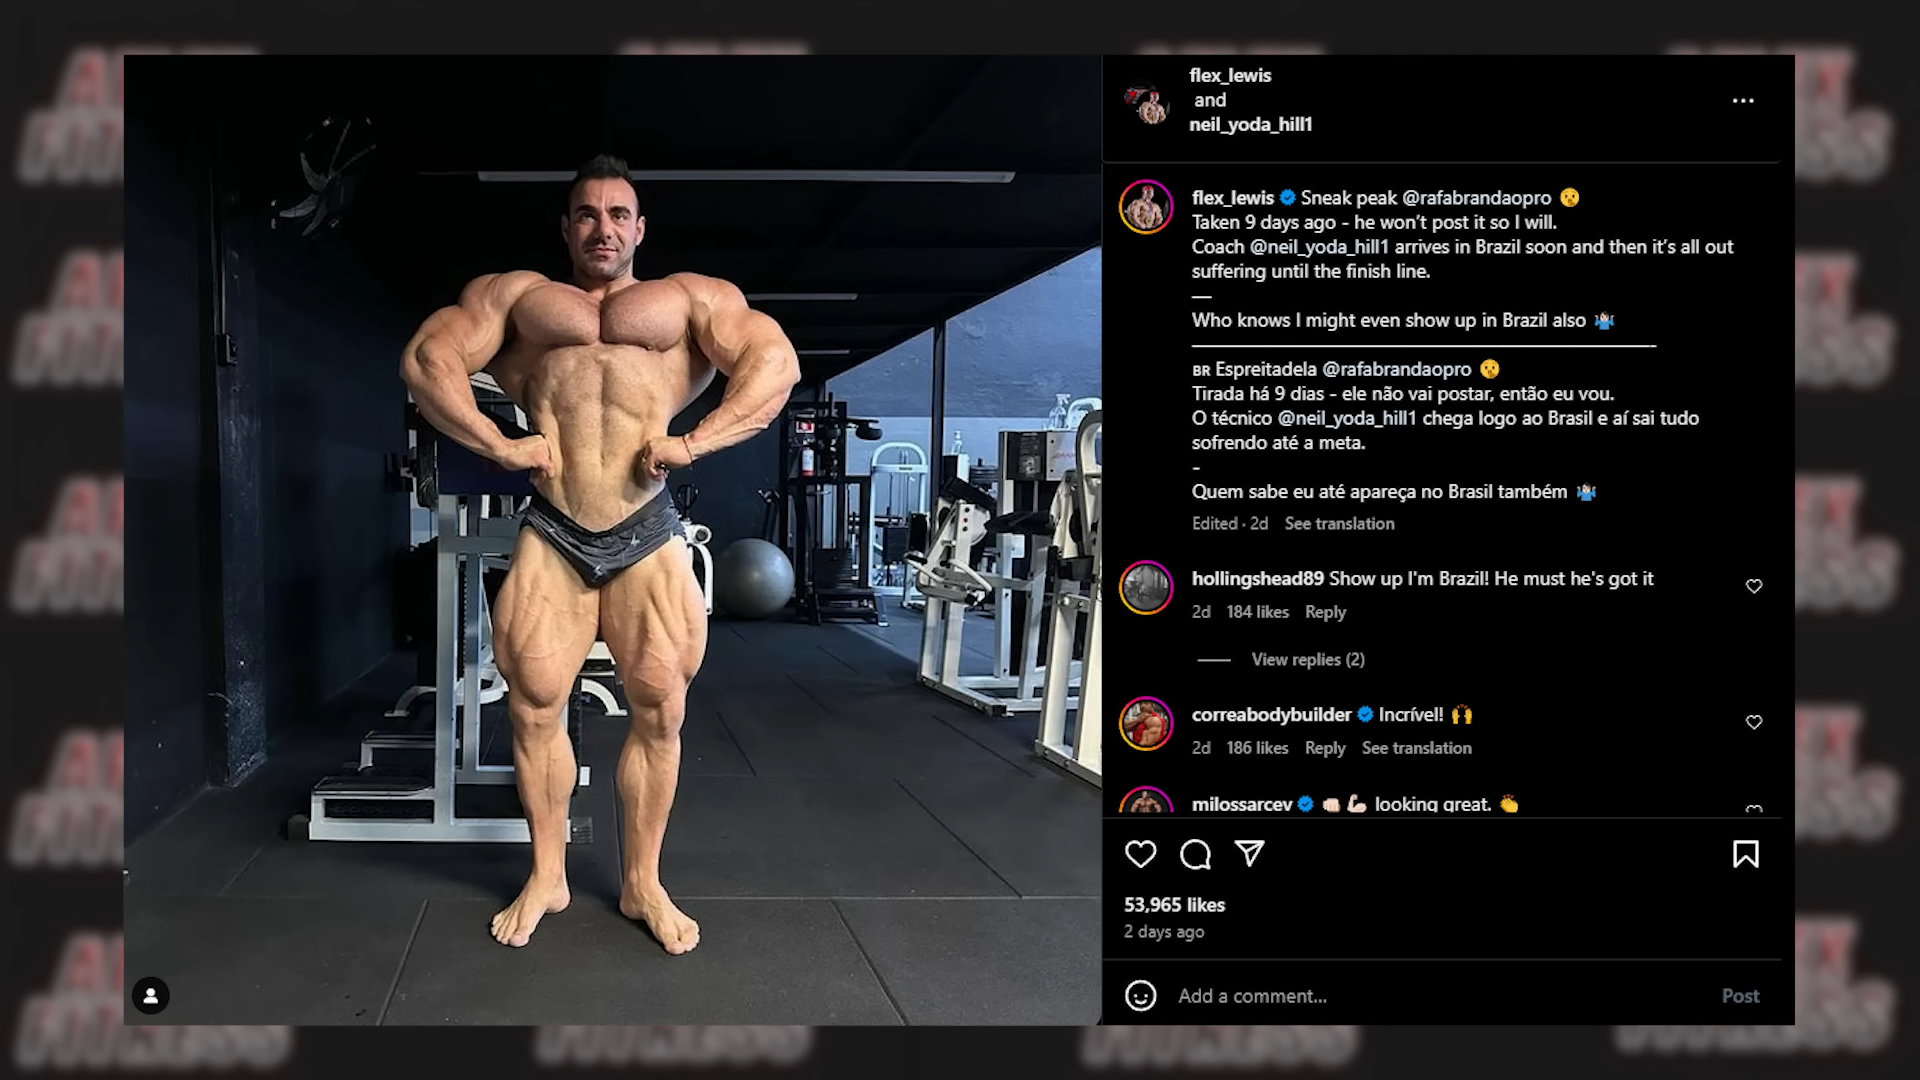 flex_lewis
and
neil_yoda_hill1
flex_lewis Sneak peak @rafabrandaopro 🤫
Taken 9 days ago - he won’t post it so I will.
Coach @neil_yoda_hill1 arrives in Brazil soon and then it’s all out
suffering until the finish line.
—
Who knows I might even show up in Brazil also 🤷🏻‍♂️
————————————————————————-
BR Espreitadela @rafabrandaopro 🤫
Tirada há 9 dias - ele não vai postar, então eu vou.
O técnico @neil_yoda_hill1 chega logo ao Brasil e aí sai tudo
sofrendo até a meta.
-
Quem sabe eu até apareça no Brasil também 🤷🏻‍♂️
Edited · 2d See translation
hollingshead89 Show up I'm Brazil! He must he's got it
2d 184 likes Reply
View replies (2)
correabodybuilder Incrível! 🙌
2d 186 likes Reply See translation
milossarcev 👊🏻💪🏻 looking great. 👏
53,965 likes
2 days ago
Add a comment...
Post